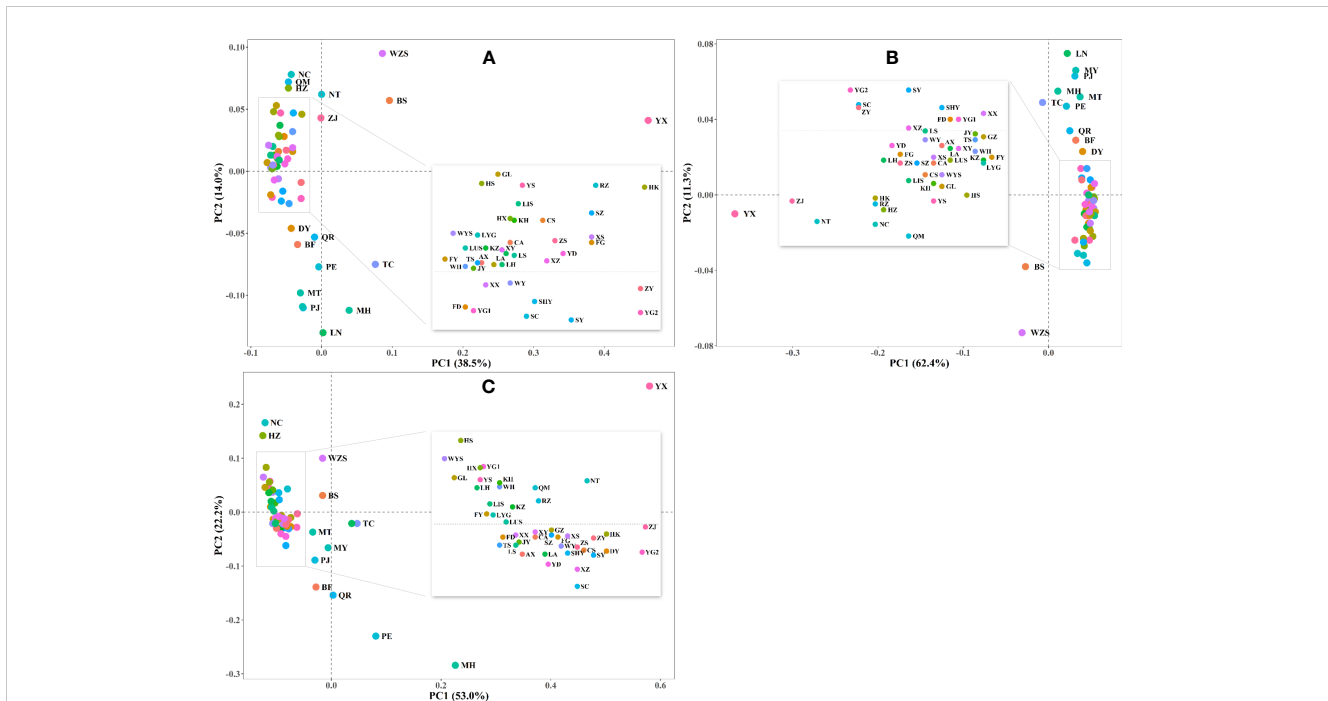 A
WZS
0.10
NC
QM
HZ
NT
BS
0.05
ZJ
YX
0.00
GL
HS
YS
RZ
HK
LIS
SZ
HX
KH
CS
WYS
LYG
XS
CA
ZS
FG
LUS
KZ
XY
YD
FY
TS
AX
LA
LS
XZ
WH
JY
LH
XX
WY
ZY
FD
YG1
SHY
SC
SY
YG2
-0.05
DY
QR
BF
PE
TC
-0.10
MT
PJ
MH
LN
-0.1
0.0
0.1
0.2
0.3
0.4
PC1 (38.5%)
PC2 (14.0%)
B
0.08
LN
MY
PJ
MH
MT
TC
PE
QR
BF
DY
0.04
YG2
SY
SC
ZY
SHY
XX
FD
YG1
XZ
LS
JY
GZ
WY
TS
YD
AX
XY
WH
FG
LA
XS
FY
LH
ZS
SZ
CA
LUS
KZ
LYG
CS
WYS
LIS
KH
GL
HS
YS
HK
RZ
HZ
ZJ
NT
NC
QM
0.00
YX
-0.04
BS
WZS
-0.08
-0.3
-0.2
-0.1
0.0
PC1 (62.4%)
PC2 (11.3%)
C
YX
0.2
NC
HZ
WZS
0.1
BS
HS
WYS
HX
YG1
GL
YS
KH
QM
NT
LH
WH
LIS
KZ
RZ
FY
LYG
LUS
ZJ
FD
XX
XY
GZ
XS
HK
JY
CA
SZ
FG
ZY
TS
LS
WY
ZS
AX
LA
SHY
CS
SY
DY
YG2
YD
XZ
SC
0.0
TC
MT
MY
PJ
-0.1
BF
QR
-0.2
PE
MH
-0.3
0.0
0.2
0.4
0.6
PC1 (53.0%)
PC2 (22.2%)